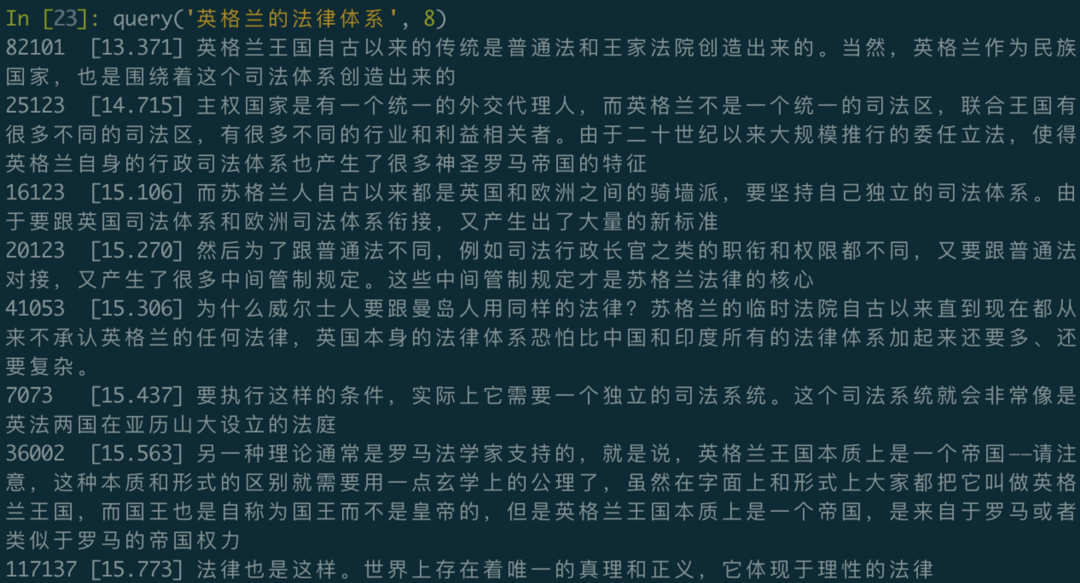 In [23]: query('英格兰的法律体系', 8)
82101  [13.371] 英格兰王国自古以来的传统是普通法和王家法院创造出来的。当然，英格兰作为民族
国家，也是围绕着这个司法体系创造出来的
25123  [14.715] 主权国家是有一个统一的外交代理人，而英格兰不是一个统一的司法区，联合王国有
很多不同的司法区，有很多不同的行业和利益相关者。由于二十世纪以来大规模推行的委任立法，使得
英格兰自身的行政司法体系也产生了很多神圣罗马帝国的特征
16123  [15.106] 而苏格兰人自古以来都是英国和欧洲之间的骑墙派，要坚持自己独立的司法体系。由
于要跟英国司法体系和欧洲司法体系衔接，又产生出了大量的新标准
20123  [15.270] 然后为了跟普通法不同，例如司法行政长官之类的职衔和权限都不同，又要跟普通法
对接，又产生了很多中间管制规定。这些中间管制规定才是苏格兰法律的核心
41053  [15.306] 为什么威尔士人要跟曼岛人用同样的法律？苏格兰的临时法院自古以来直到现在都从
来不承认英格兰的任何法律，英国本身的法律体系恐怕比中国和印度所有的法律体系加起来还要多、还
要复杂。
7073   [15.437] 要执行这样的条件，实际上它需要一个独立的司法系统。这个司法系统就会非常像是
英法两国在亚历山大设立的法庭
36002  [15.563] 另一种理论通常是罗马法学家支持的，就是说，英格兰王国本质上是一个帝国——请注
意，这种本质和形式的区别就需要用一点玄学上的公理了，虽然在字面上和形式上大家都把它叫做英格
兰王国，而国王也是自称为国王而不是皇帝的，但是英格兰王国本质上是一个帝国，是来自于罗马或者
类似于罗马的帝国权力
117137 [15.773] 法律也是这样。世界上存在着唯一的真理和正义，它体现于理性的法律